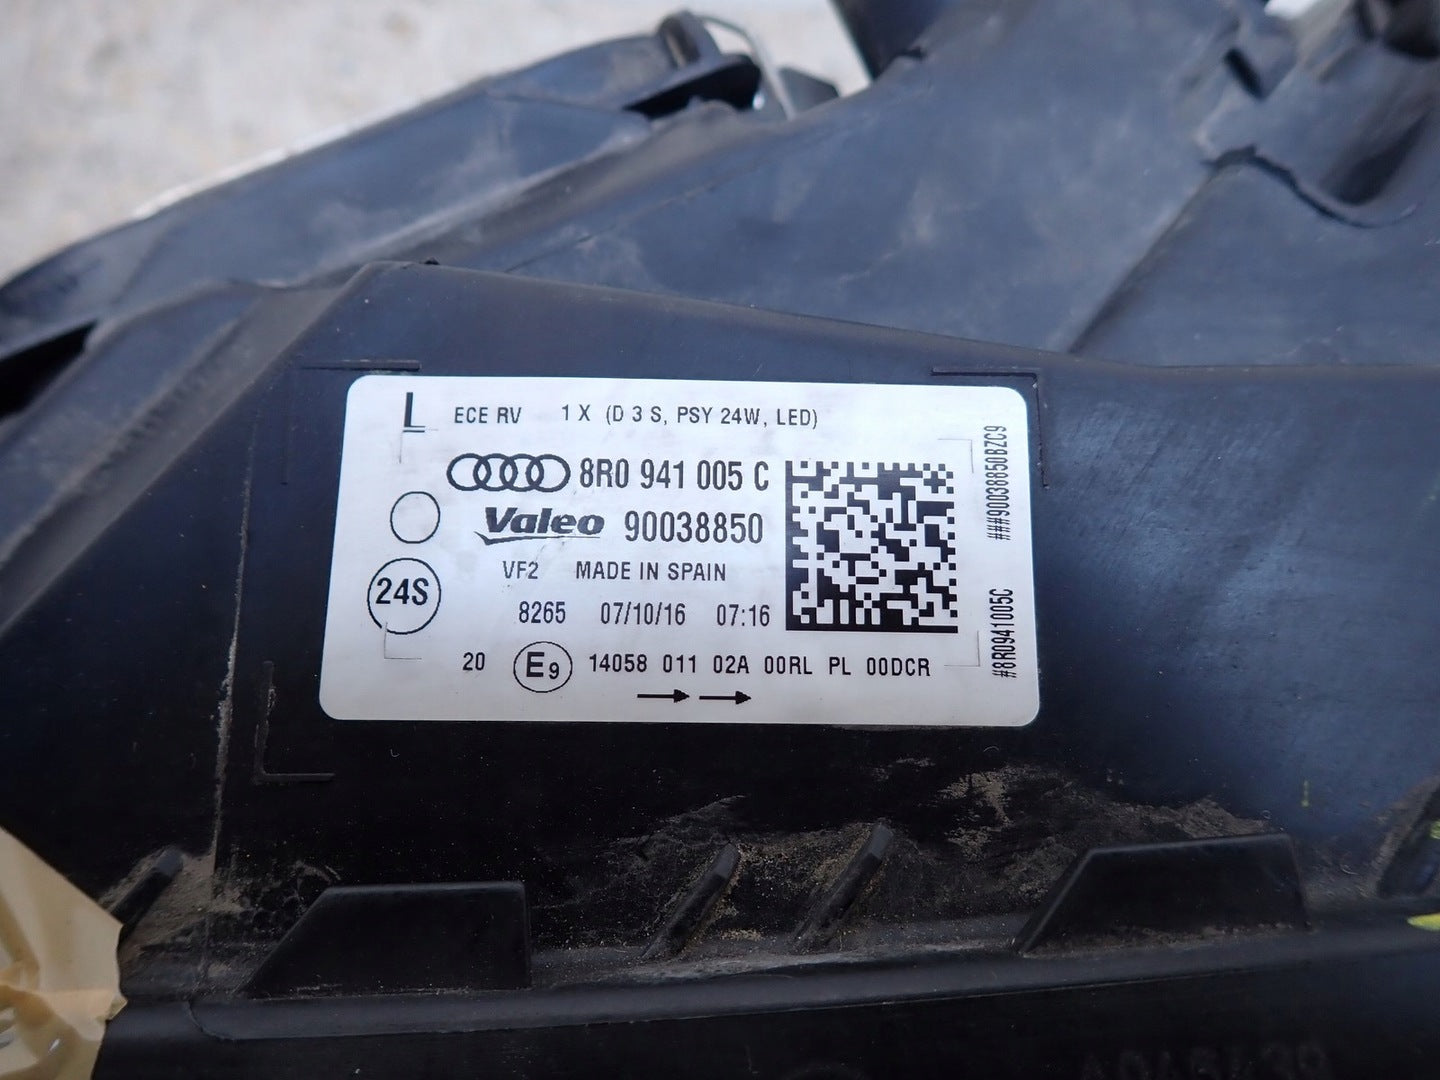 L ECE RV 1 X (D 3 S, PSY 24W, LED)
8R0 941 005 C
Valeo 90038850
VF2 MADE IN SPAIN
24S
8265 07/10/16 07:16
20 E9 14058 011 02A 00RL PL 00DCR
###90038850BZC9
#8R0941005C